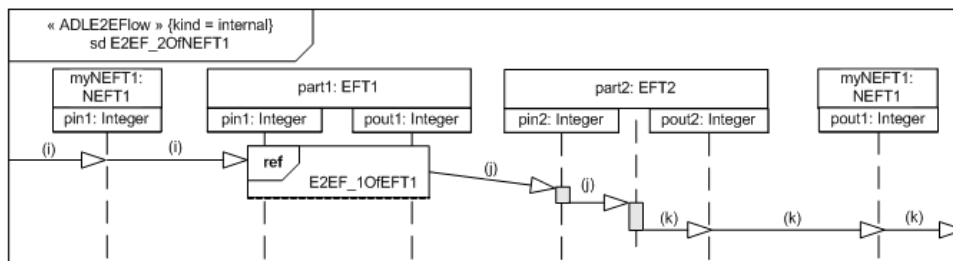 « ADLE2EFlow » {kind = internal}
sd E2EF_2OfNEFT1
myNEFT1:
NEFT1
pin1: Integer
part1: EFT1
pin1: Integer
pout1: Integer
part2: EFT2
pin2: Integer
pout2: Integer
myNEFT1:
NEFT1
pout1: Integer
(i)
(i)
ref
E2EF_1OfEFT1
(j)
(j)
(k)
(k)
(k)